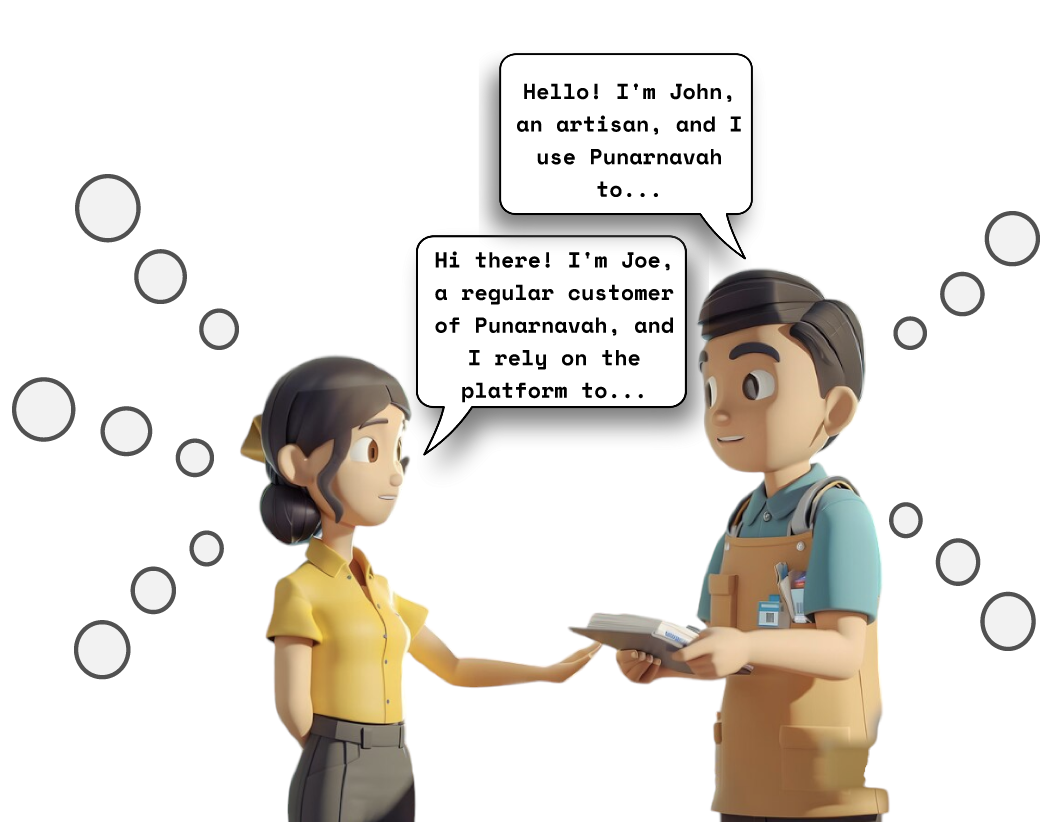 Hello! I'm John,
an artisan, and I
use Punarnavah
to...
Hi there! I'm Joe,
a regular customer
of Punarnavah, and
I rely on the
platform to...